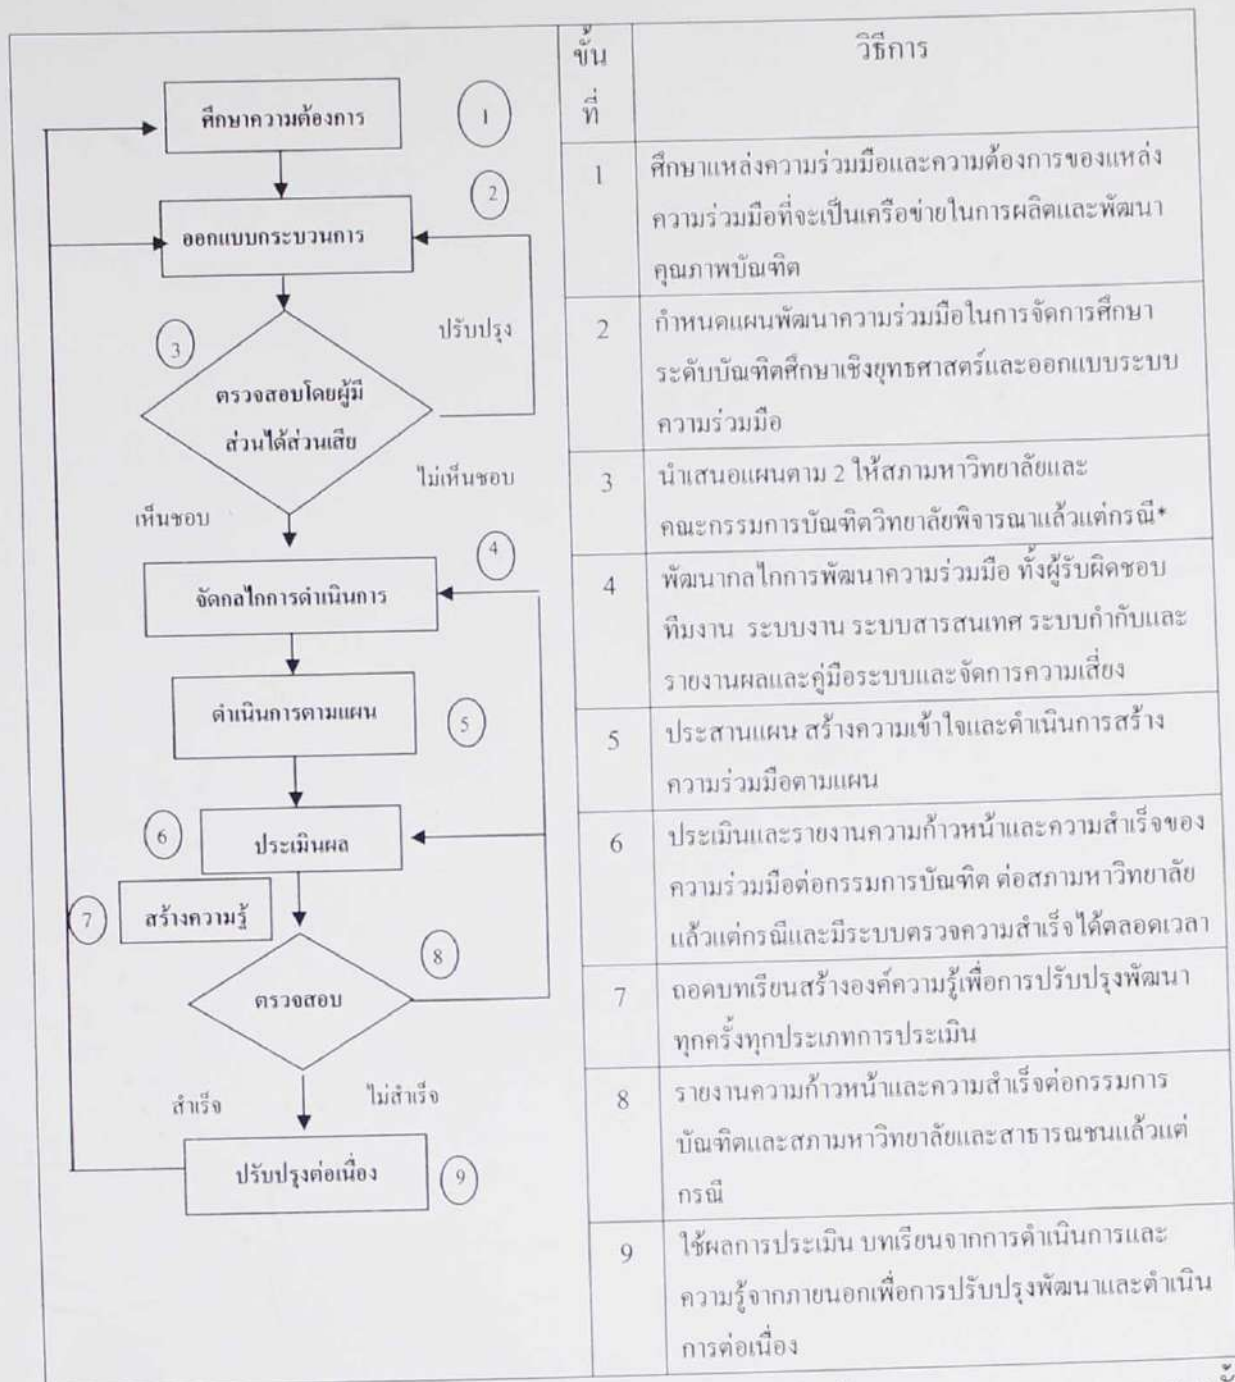 ศึกษาความต้องการ
1
2
ออกแบบกระบวนการ
ปรับปรุง
3
ตรวจสอบโดยผู้มี
ส่วนได้ส่วนเสีย
ไม่เห็นชอบ
เห็นชอบ
4
จัดกลไกการดำเนินการ
ดำเนินการตามแผน
5
6
ประเมินผล
7
สร้างความรู้
8
ตรวจสอบ
สำเร็จ
ไม่สำเร็จ
ปรับปรุงต่อเนื่อง
9
ขั้น
ที่
วิธีการ
1
ศึกษาแหล่งความร่วมมือและความต้องการของแหล่ง
ความร่วมมือที่จะเป็นเครือข่ายในการผลิตและพัฒนา
คุณภาพบัณฑิต
2
กำหนดแผนพัฒนาความร่วมมือในการจัดการศึกษา
ระดับบัณฑิตศึกษาเชิงยุทธศาสตร์และออกแบบระบบ
ความร่วมมือ
3
นำเสนอแผนตาม 2 ให้สภามหาวิทยาลัยและ
คณะกรรมการบัณฑิตวิทยาลัยพิจารณาแล้วแต่กรณี*
4
พัฒนากลไกการพัฒนาความร่วมมือ ทั้งผู้รับผิดชอบ
ทีมงาน ระบบงาน ระบบสารสนเทศ ระบบกำกับและ
รายงานผลและคู่มือระบบและจัดการความเสี่ยง
5
ประสานแผน สร้างความเข้าใจและดำเนินการสร้าง
ความร่วมมือตามแผน
6
ประเมินและรายงานความก้าวหน้าและความสำเร็จของ
ความร่วมมือต่อกรรมการบัณฑิต ต่อสภามหาวิทยาลัย
แล้วแต่กรณีและมีระบบตรวจความสำเร็จได้ตลอดเวลา
7
ถอดบทเรียนสร้างองค์ความรู้เพื่อการปรับปรุงพัฒนา
ทุกครั้งทุกประเภทการประเมิน
8
รายงานความก้าวหน้าและความสำเร็จต่อกรรมการ
บัณฑิตและสภามหาวิทยาลัยและสาธารณชนแล้วแต่
กรณี
9
ใช้ผลการประเมิน บทเรียนจากการดำเนินการและ
ความรู้จากภายนอกเพื่อการปรับปรุงพัฒนาและดำเนิน
การต่อเนื่อง